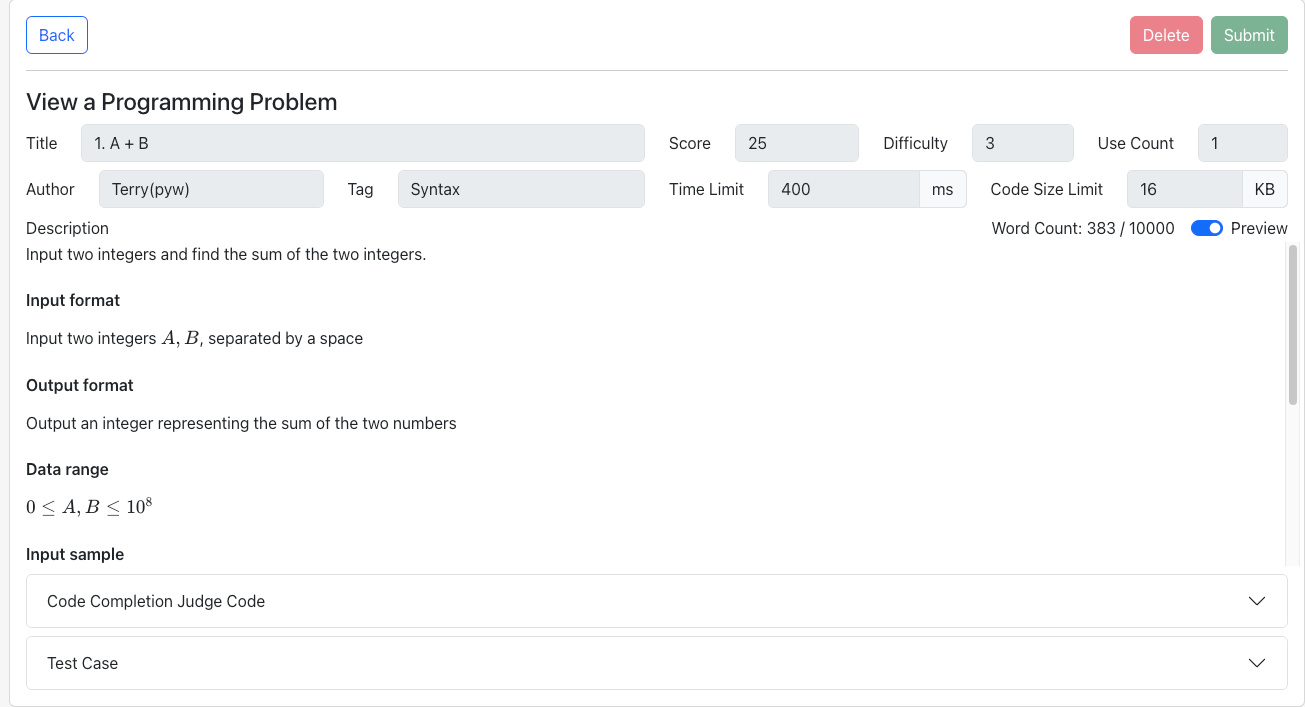 Back Delete Submit
View a Programming Problem
Title 1. A + B Score 25 Difficulty 3 Use Count 1
Author Terry(pyw) Tag Syntax Time Limit 400 ms Code Size Limit 16 KB
Description Word Count: 383 / 10000 Preview
Input two integers and find the sum of the two integers.
Input format
Input two integers A, B, separated by a space
Output format
Output an integer representing the sum of the two numbers
Data range
0 ≤ A, B ≤ 10⁸
Input sample
Code Completion Judge Code
Test Case